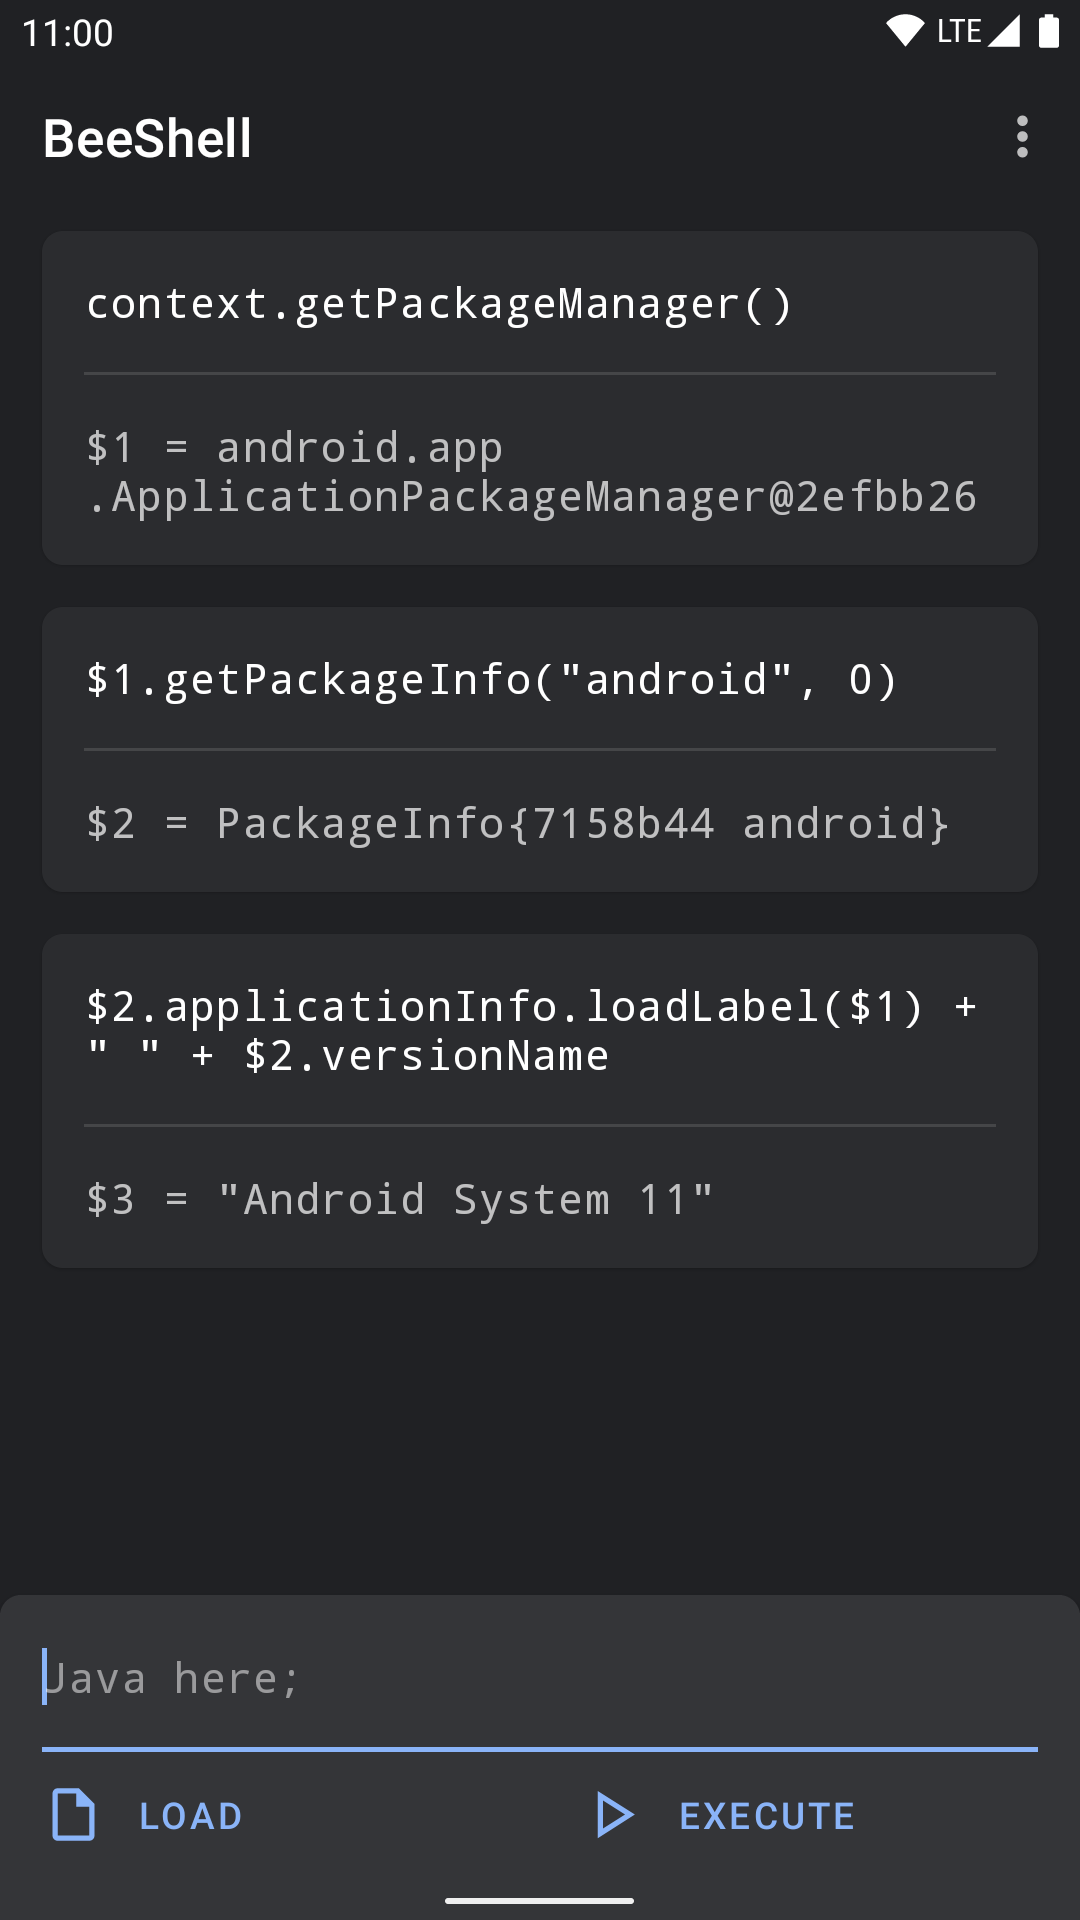 11:00
LTE
BeeShell
context.getPackageManager()
$1 = android.app
.ApplicationPackageManager@2efbb26
$1.getPackageInfo("android", 0)
$2 = PackageInfo{7158b44 android}
$2.applicationInfo.loadLabel($1) +
" " + $2.versionName
$3 = "Android System 11"
Java here;
LOAD
EXECUTE